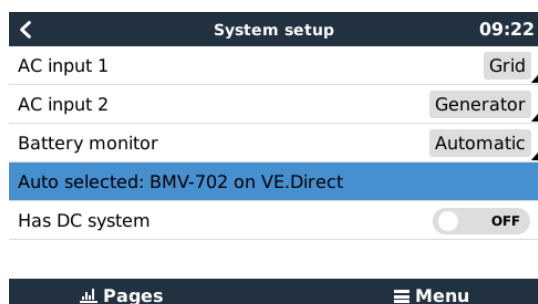 System setup 09:22
AC input 1 Grid
AC input 2 Generator
Battery monitor Automatic
Auto selected: BMV-702 on VE.Direct
Has DC system OFF
Pages Menu